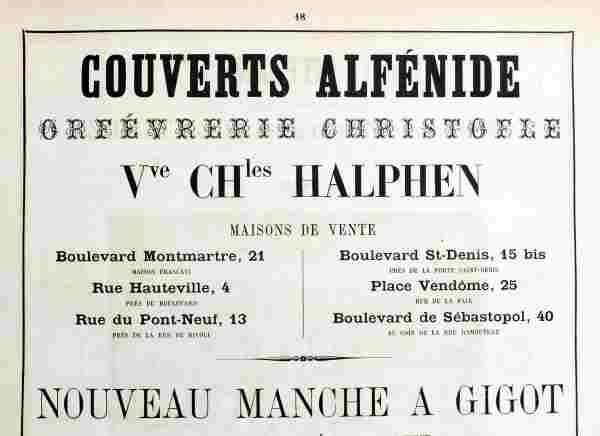 18
COUVERTS ALFÉNIDE
ORFÉVRERIE CHRISTOFLE
Vve CHles HALPHEN
MAISONS DE VENTE
Boulevard Montmartre, 21
MAISON FRASCATI
Rue Hauteville, 4
PRÈS DU BOULEVARD
Rue du Pont-Neuf, 13
PRÈS DE LA RUE DE RIVOLI
Boulevard St-Denis, 15 bis
PRÈS DE LA PORTE SAINT-DENIS
Place Vendôme, 25
RUE DE LA PAIX
Boulevard de Sébastopol, 40
AU COIN DE LA RUE RAMBUTEAU
NOUVEAU MANCHE A GIGOT